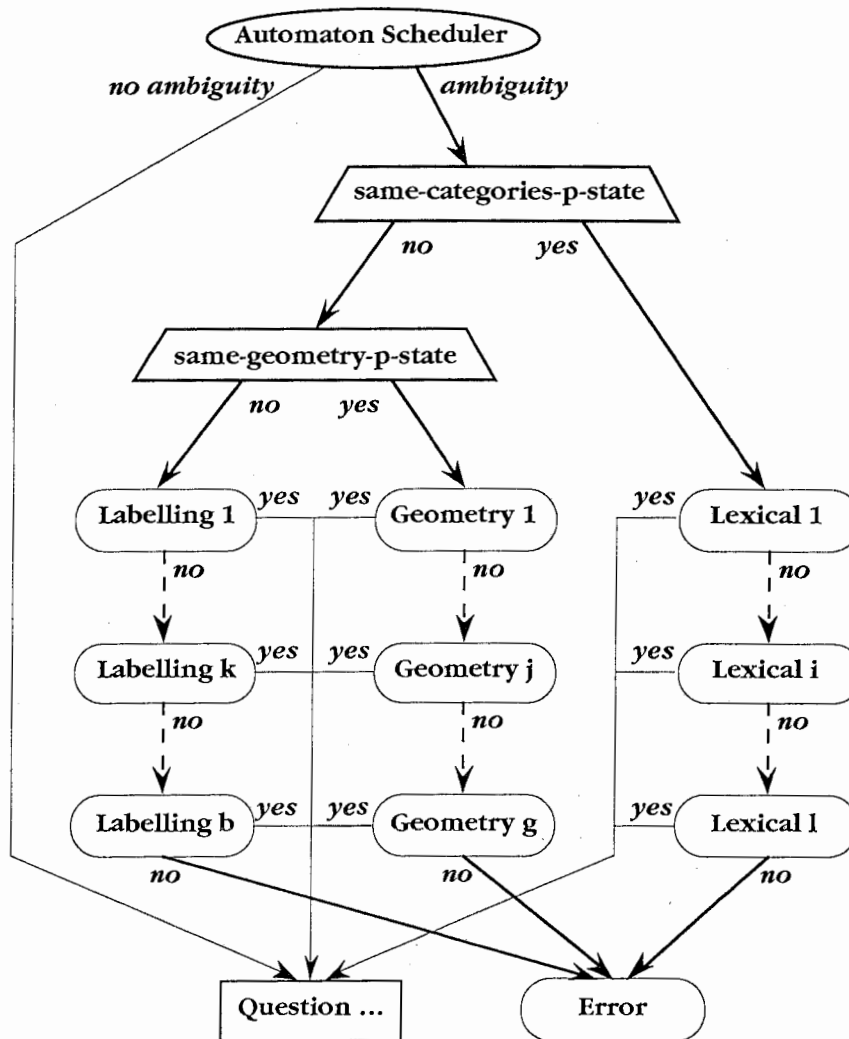 Automaton Scheduler
no ambiguity
ambiguity
same-categories-p-state
no
yes
same-geometry-p-state
no
yes
Labelling 1
yes
yes
Geometry 1
yes
Lexical 1
no
no
no
Labelling k
yes
yes
Geometry j
yes
Lexical i
no
no
no
Labelling b
yes
yes
Geometry g
yes
Lexical l
no
no
no
Question ...
Error